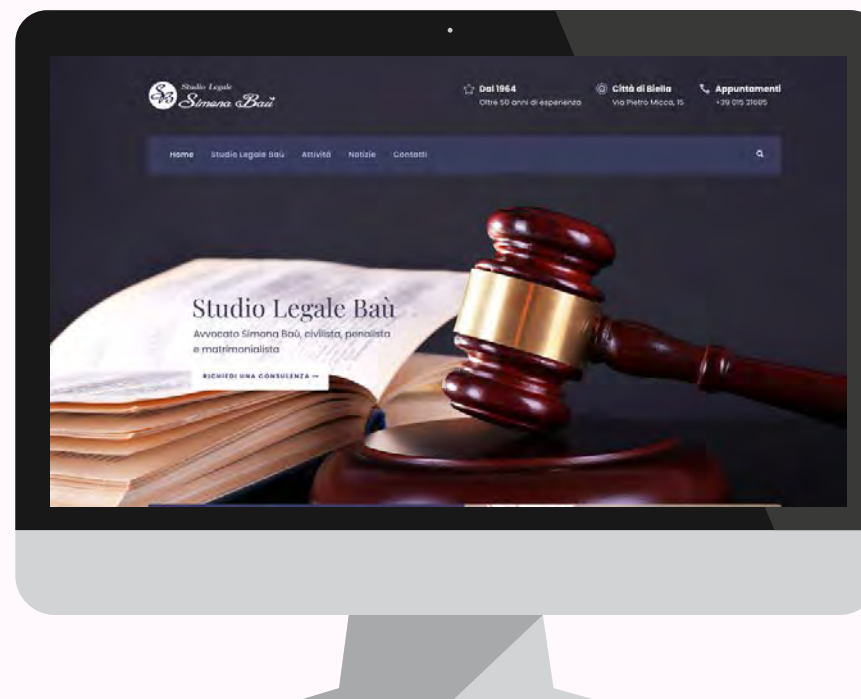 Studio Legale
Simona Baù
Dal 1964
Oltre 50 anni di esperienza
Città di Biella
Via Pietro Micca, 15
Appuntamenti
+39 015 21005
Home Studio Legale Baù Attività Notizie Contatti
Studio Legale Baù
Avvocato Simona Baù, civilista, penalista
e matrimonialista
RICHIEDI UNA CONSULENZA